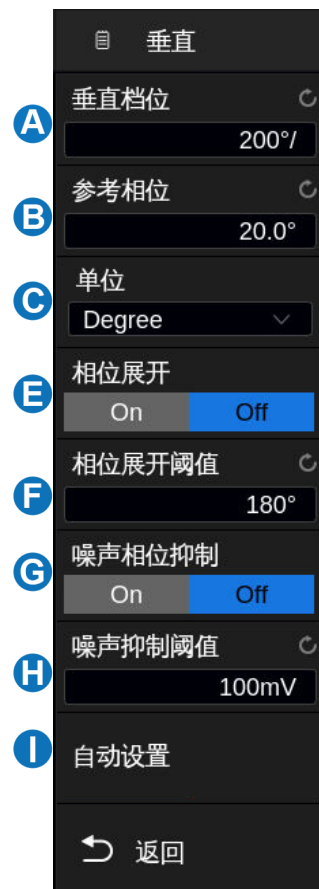 垂直
A
垂直档位
200°/
B
参考相位
20.0°
C
单位
Degree
E
相位展开
On Off
F
相位展开阈值
180°
G
噪声相位抑制
On Off
H
噪声抑制阈值
100mV
I
自动设置
返回